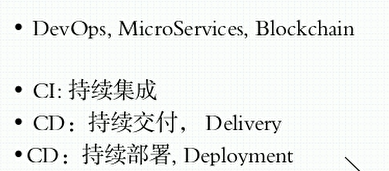 • DevOps, MicroServices, Blockchain
• CI: 持续集成
• CD：持续交付， Delivery
• CD：持续部署, Deployment